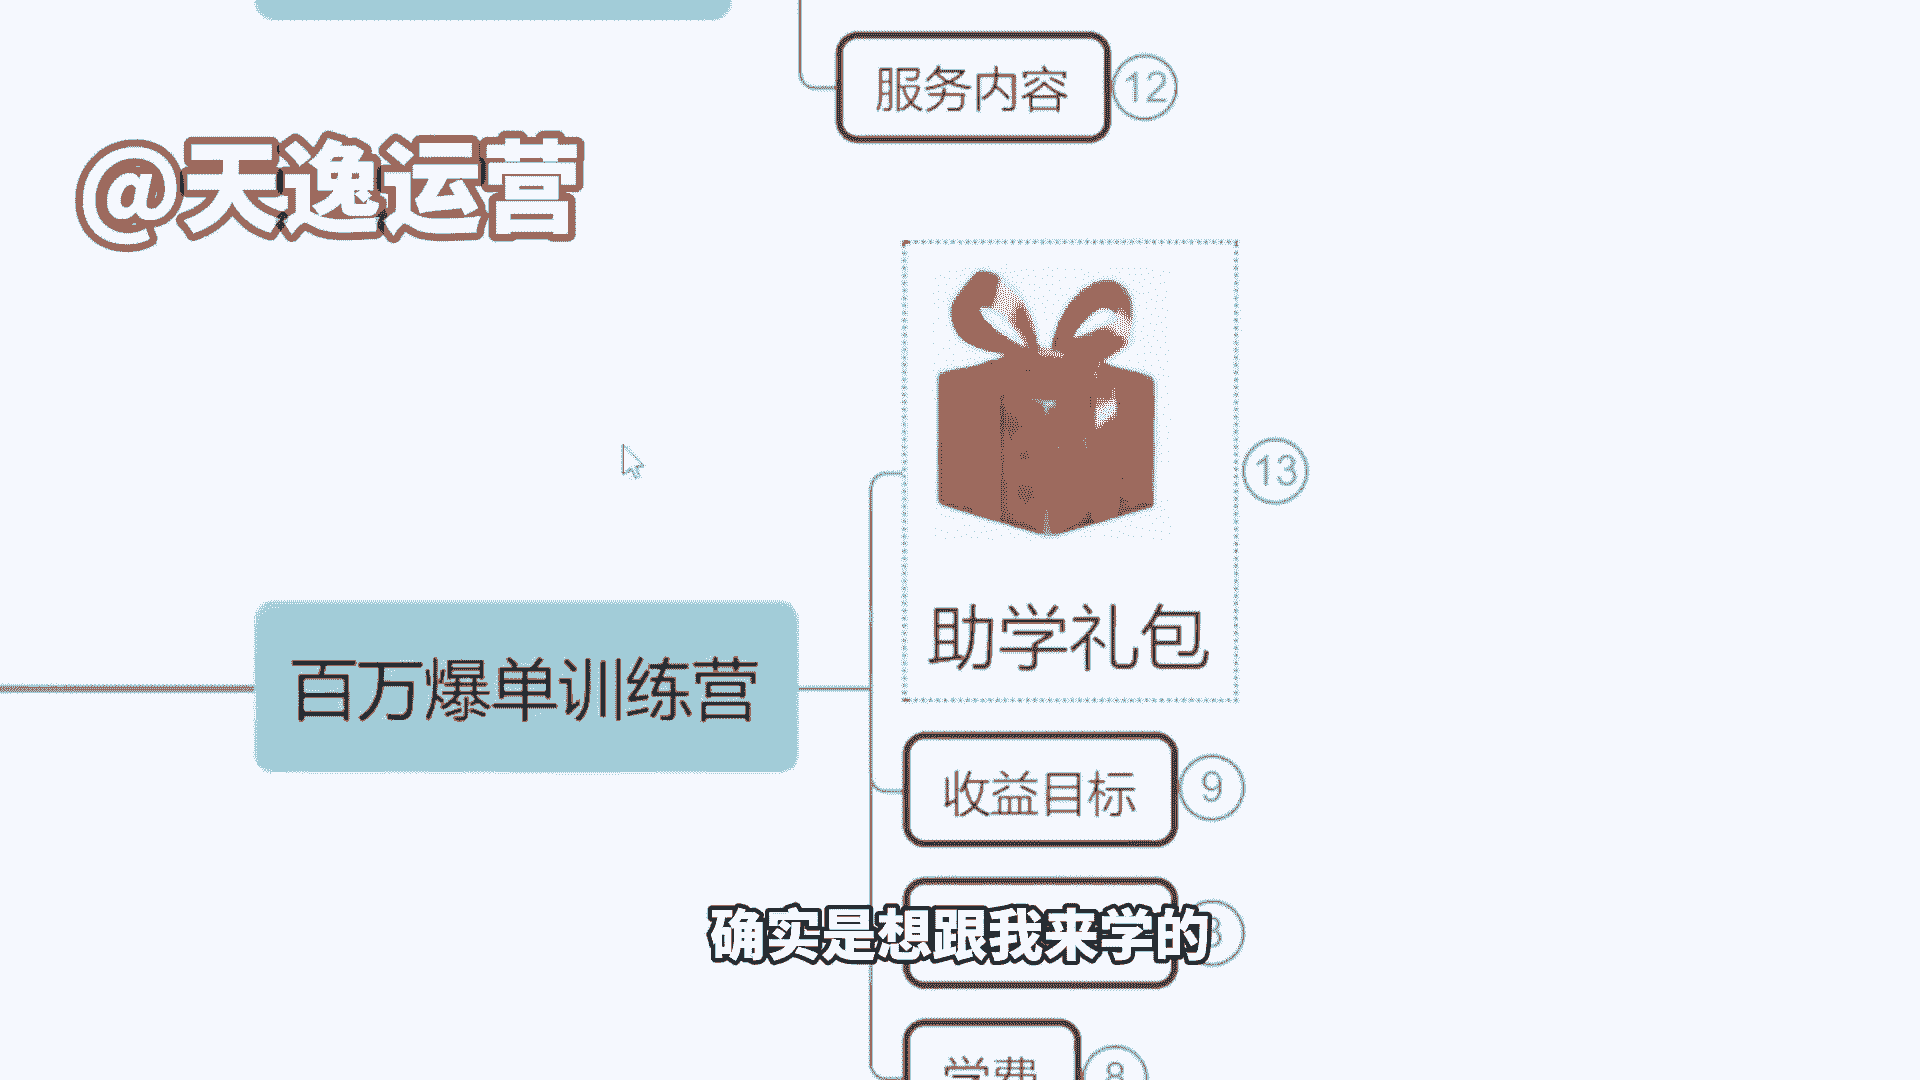 服务内容
12
@天逸运营
13
助学礼包
百万爆单训练营
收益目标
9
确实是想跟我来学的
学费
8